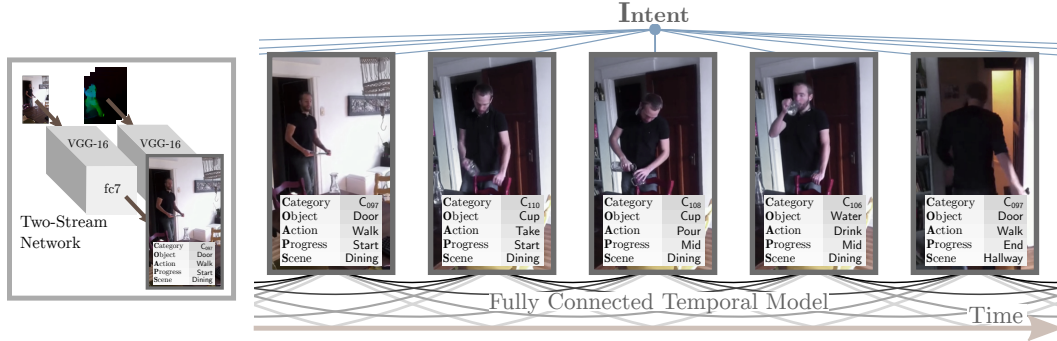 Intent
VGG-16
VGG-16
fc7
Two-Stream
Network
Category C097
Object Door
Action Walk
Progress Start
Scene Dining
Category C097
Object Door
Action Walk
Progress Start
Scene Dining
Category C110
Object Cup
Action Take
Progress Start
Scene Dining
Category C108
Object Cup
Action Pour
Progress Mid
Scene Dining
Category C106
Object Water
Action Drink
Progress Mid
Scene Dining
Category C097
Object Door
Action Walk
Progress End
Scene Hallway
Fully Connected Temporal Model
Time